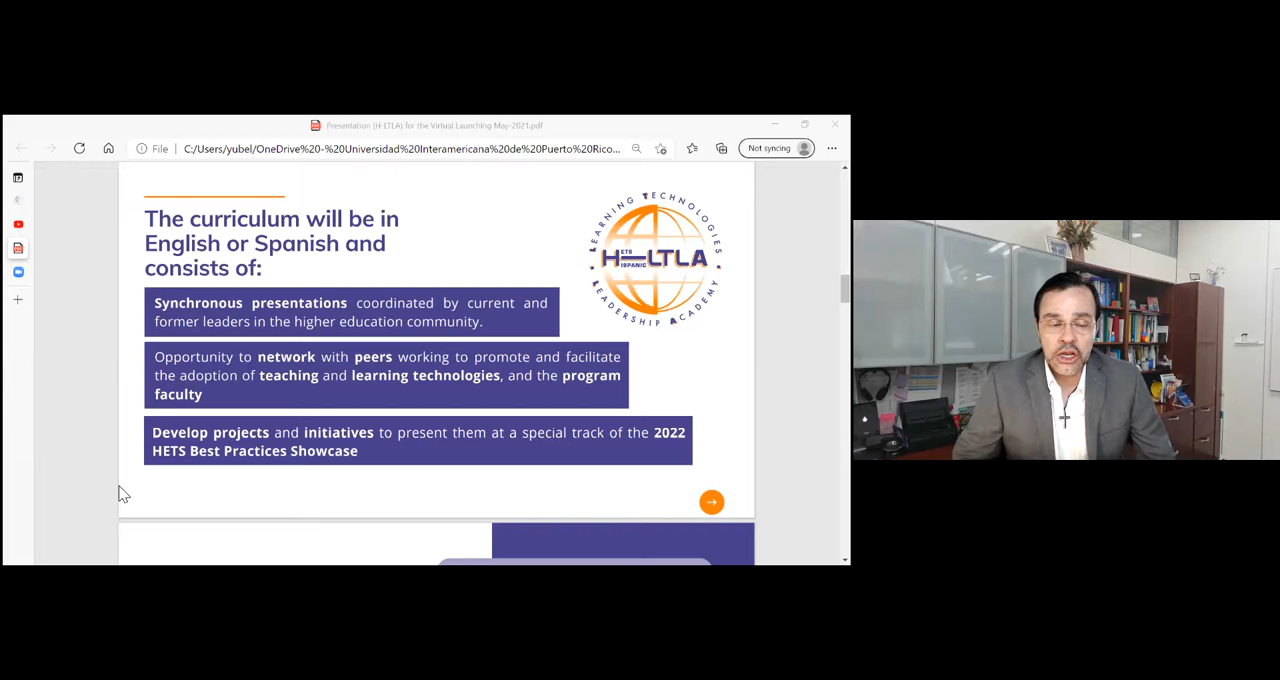 Presentation (H-LTLA) for the Virtual Launching May-2021.pdf
File
C:/Users/yubel/OneDrive%20-%20Universidad%20Interamericana%20de%20Puerto%20Rico...
Not syncing
The curriculum will be in
English or Spanish and
consists of:
LEARNING TECHNOLOGIES
H-LTLA
ETS
ISPANIC
LEADERSHIP ACADEMY
Synchronous presentations coordinated by current and
former leaders in the higher education community.
Opportunity to network with peers working to promote and facilitate
the adoption of teaching and learning technologies, and the program
faculty
Develop projects and initiatives to present them at a special track of the 2022
HETS Best Practices Showcase